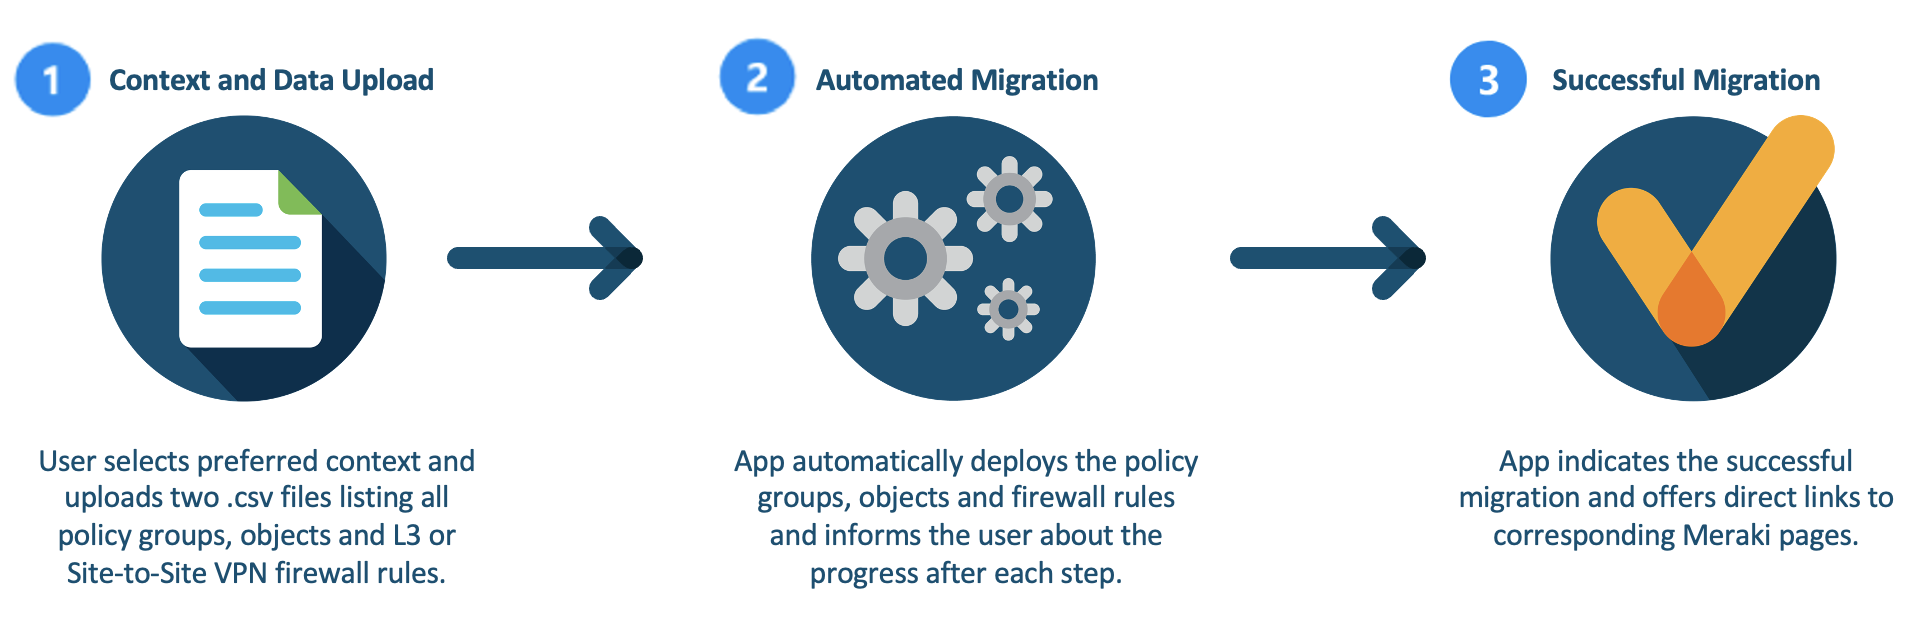 1 Context and Data Upload
User selects preferred context and
uploads two .csv files listing all
policy groups, objects and L3 or
Site-to-Site VPN firewall rules.
2 Automated Migration
App automatically deploys the policy
groups, objects and firewall rules
and informs the user about the
progress after each step.
3 Successful Migration
App indicates the successful
migration and offers direct links to
corresponding Meraki pages.